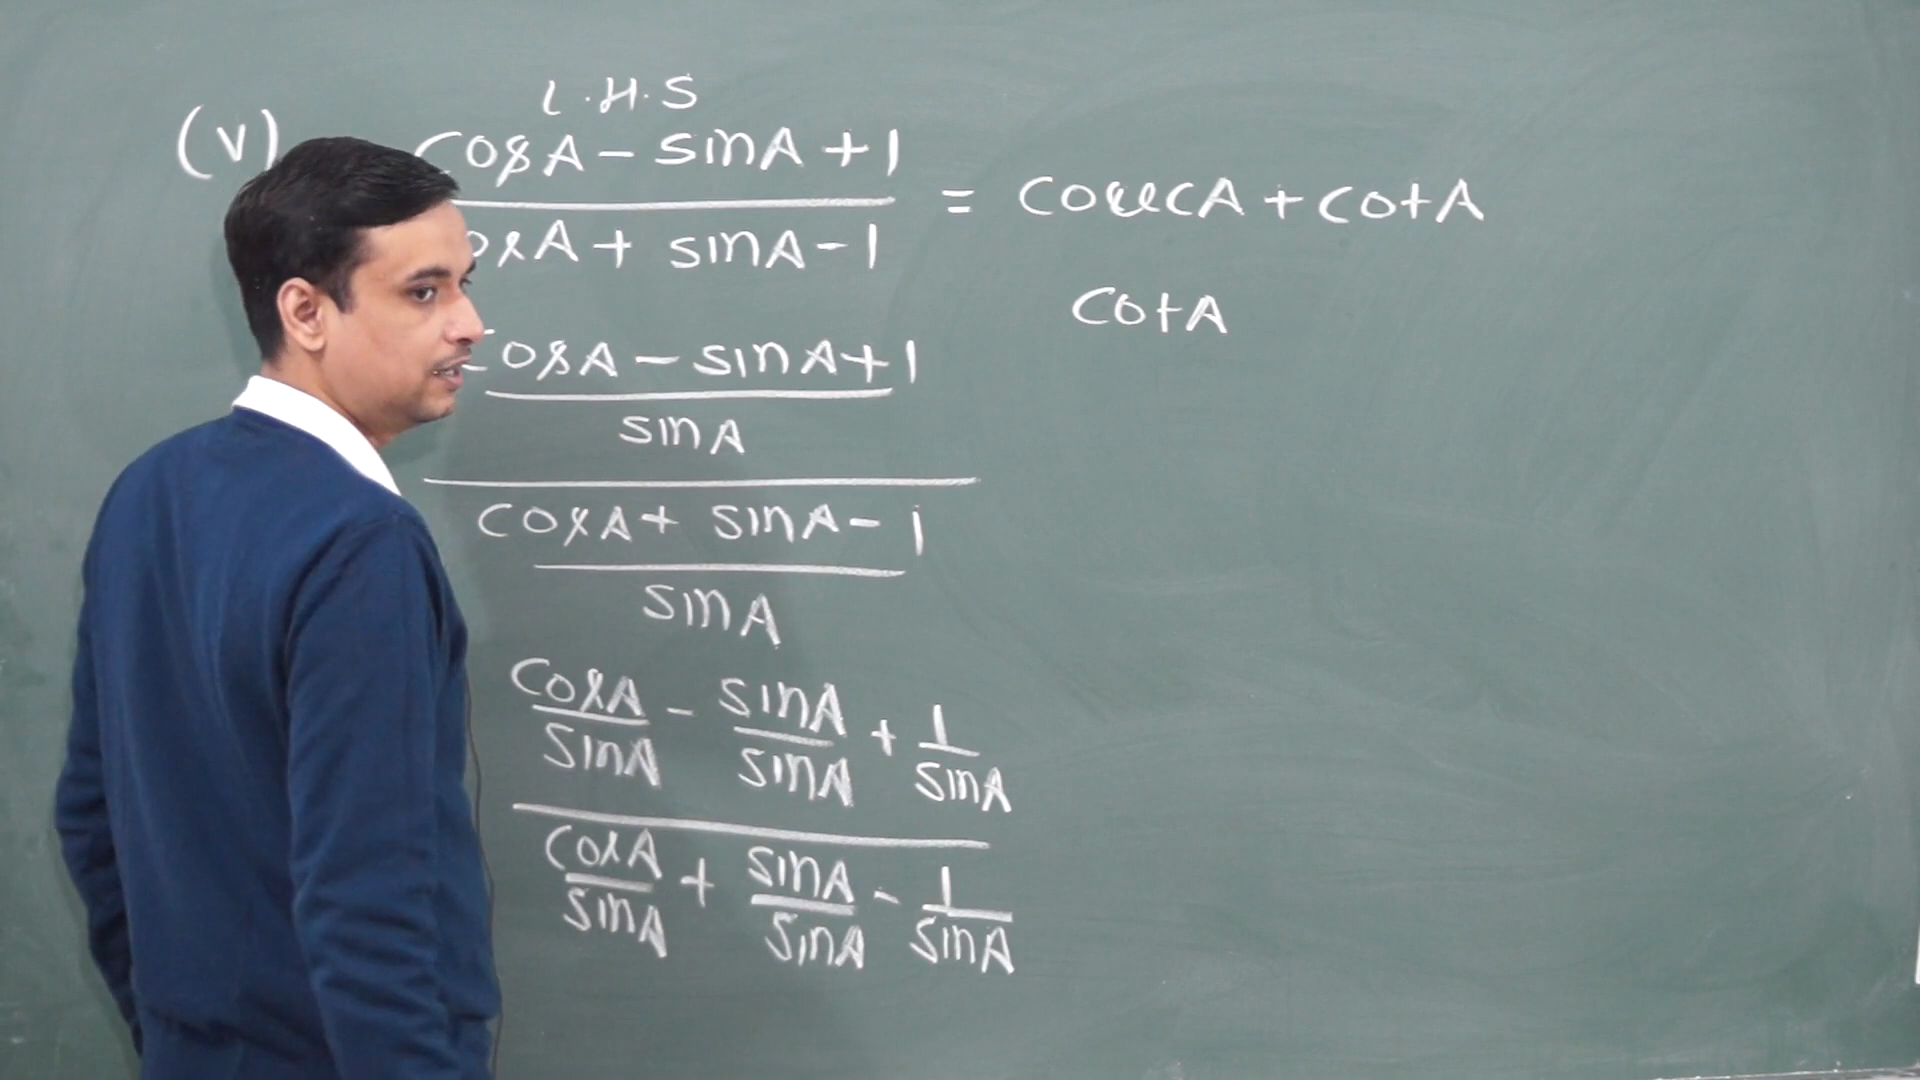 L.H.S
(v) cosA - sinA + 1 = cosecA + cotA
cosA + sinA - 1
cotA
cosA - sinA + 1
sinA
cosA + sinA - 1
sinA
cosA/sinA - sinA/sinA + 1/sinA
cosA/sinA + sinA/sinA - 1/sinA